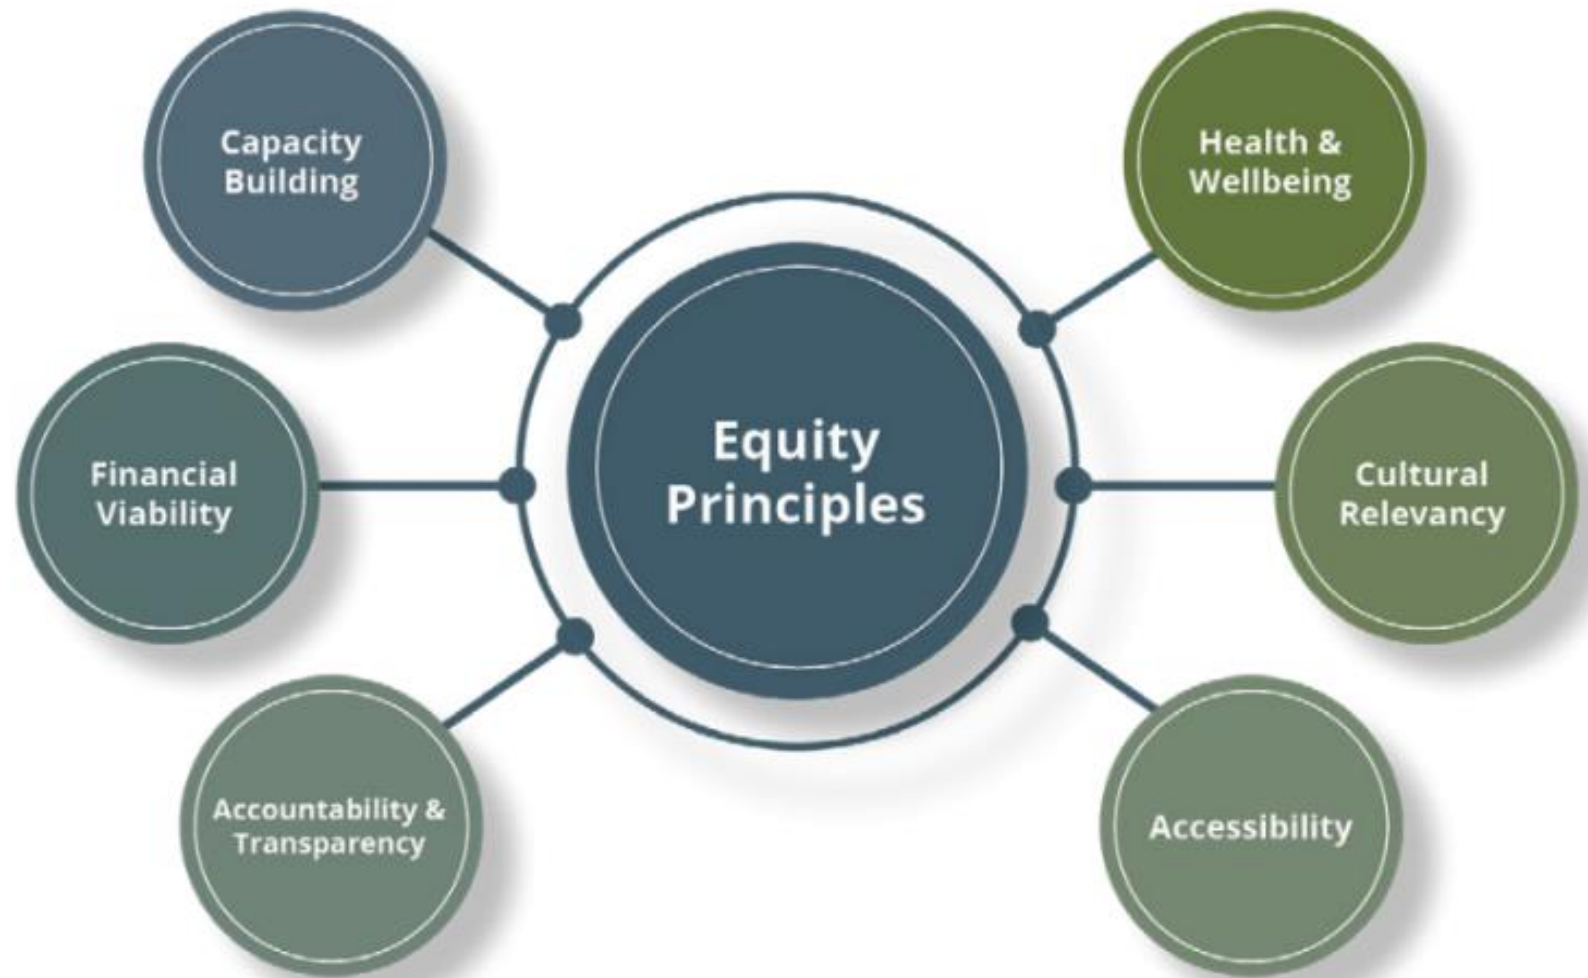 Capacity
Building
Health &
Wellbeing
Equity
Principles
Financial
Viability
Cultural
Relevancy
Accountability &
Transparency
Accessibility